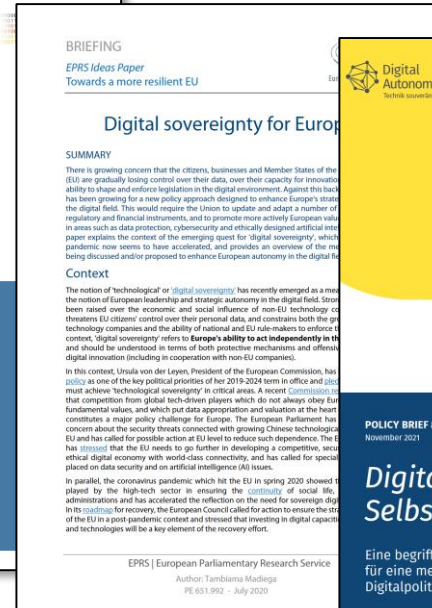 BRIEFING
EPRS Ideas Paper
Towards a more resilient EU
Digital sovereignty for Europ
SUMMARY
There is growing concern that the citizens, businesses and Member States of the
(EU) are gradually losing control over their data, over their capacity for innovatio
ability to shape and enforce legislation in the digital environment. Against this back
has been growing for a new policy approach designed to enhance Europe's strate
the digital field. This would require the Union to update and adapt a number of
regulatory and financial instruments, and to promote more actively European valu
in areas such as data protection, cybersecurity and ethically designed artificial inte
paper explains the context of the emerging quest for 'digital sovereignty', which
pandemic now seems to have accelerated, and provides an overview of the me
being discussed and/or proposed to enhance European autonomy in the digital fie
Context
The notion of 'technological' or 'digital sovereignty' has recently emerged as a mea
the notion of European leadership and strategic autonomy in the digital field. Stron
been raised over the economic and social influence of non-EU technology co
threatens EU citizens' control over their personal data, and constrains both the gro
technology companies and the ability of national and EU rule-makers to enforce t
context, 'digital sovereignty' refers to Europe's ability to act independently in th
and should be understood in terms of both protective mechanisms and offensiv
digital innovation (including in cooperation with non-EU companies).
In this context, Ursula von der Leyen, President of the European Commission, has
policy as one of the key political priorities of her 2019-2024 term in office and pled
must achieve 'technological sovereignty' in critical areas. A recent Commission re
that competition from global tech-driven players which do not always obey Eur
fundamental values, and which put data appropriation and valuation at the heart
constitutes a major policy challenge for Europe. The European Parliament has
concern about the security threats connected with growing Chinese technologica
EU and has called for possible action at EU level to reduce such dependence. The E
has stressed that the EU needs to go further in developing a competitive, secu
ethical digital economy with world-class connectivity, and has called for special
placed on data security and on artificial intelligence (AI) issues.
In parallel, the coronavirus pandemic which hit the EU in spring 2020 showed t
played by the high-tech sector in ensuring the continuity of social life,
administrations and has accelerated the reflection on the need for sovereign dig
In its roadmap for recovery, the European Council called for action to ensure the stra
of the EU in a post-pandemic context and stressed that investing in digital capaciti
and technologies will be a key element of the recovery effort.
EPRS | European Parliamentary Research Service
Author: Tambiama Madiega
PE 651.992 - July 2020
Digital
Autonom
Technik souverän
POLICY BRIEF
November 2021
Digita
Selbs
Eine begriff
für eine me
Digitalpolit